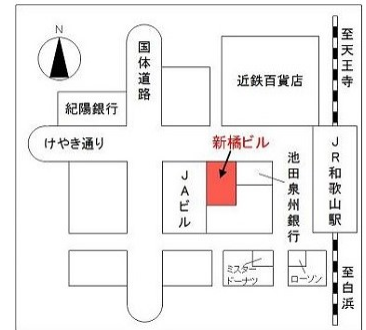 至天王寺
国体道路
近鉄百貨店
紀陽銀行
けやき通り
新橋ビル
JR和歌山駅
JAビル
池田泉州銀行
ミスター
ドーナツ
ローソン
至白浜